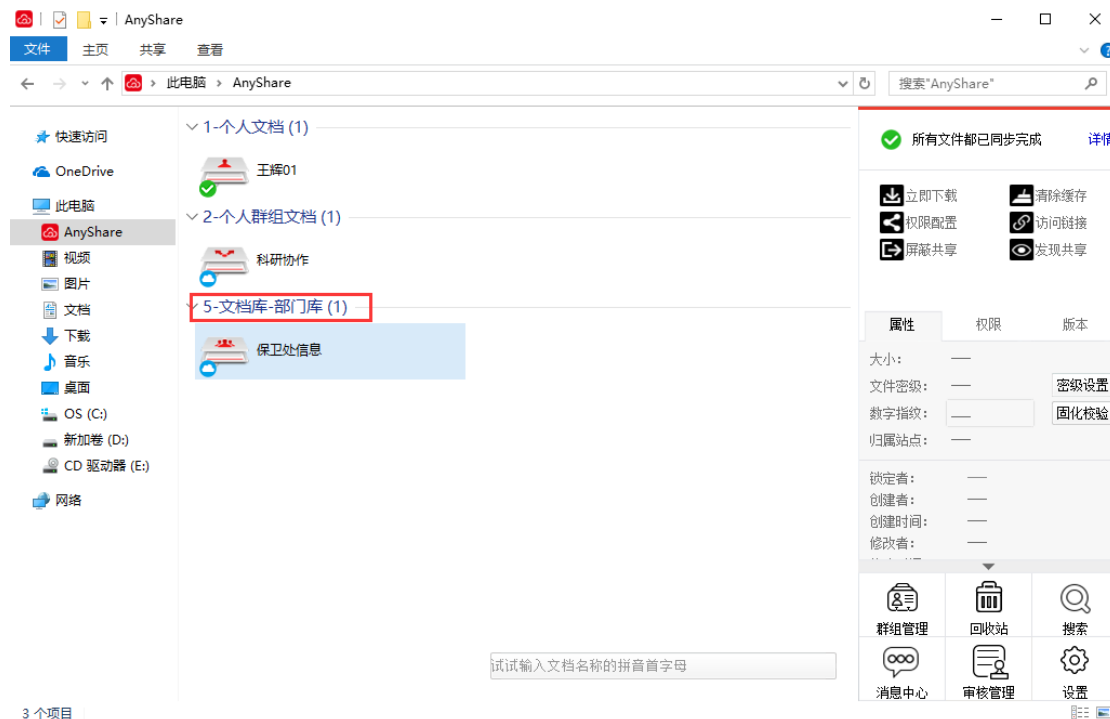 AnyShare
文件 主页 共享 查看
此电脑 AnyShare 搜索"AnyShare"
快速访问
OneDrive
此电脑
AnyShare
视频
图片
文档
下载
音乐
桌面
OS (C:)
新加卷 (D:)
CD 驱动器 (E:)
网络
1-个人文档 (1)
王辉01
2-个人群组文档 (1)
科研协作
5-文档库-部门库 (1)
保卫处信息
试试输入文档名称的拼音首字母
所有文件都已同步完成 详情
立即下载 清除缓存
权限配置 访问链接
屏蔽共享 发现共享
属性 权限 版本
大小: —
文件密级: — 密级设置
数字指纹: — 固化校验
归属站点: —
锁定者: —
创建者: —
创建时间: —
修改者: —
群组管理 回收站 搜索
消息中心 审核管理 设置
3 个项目